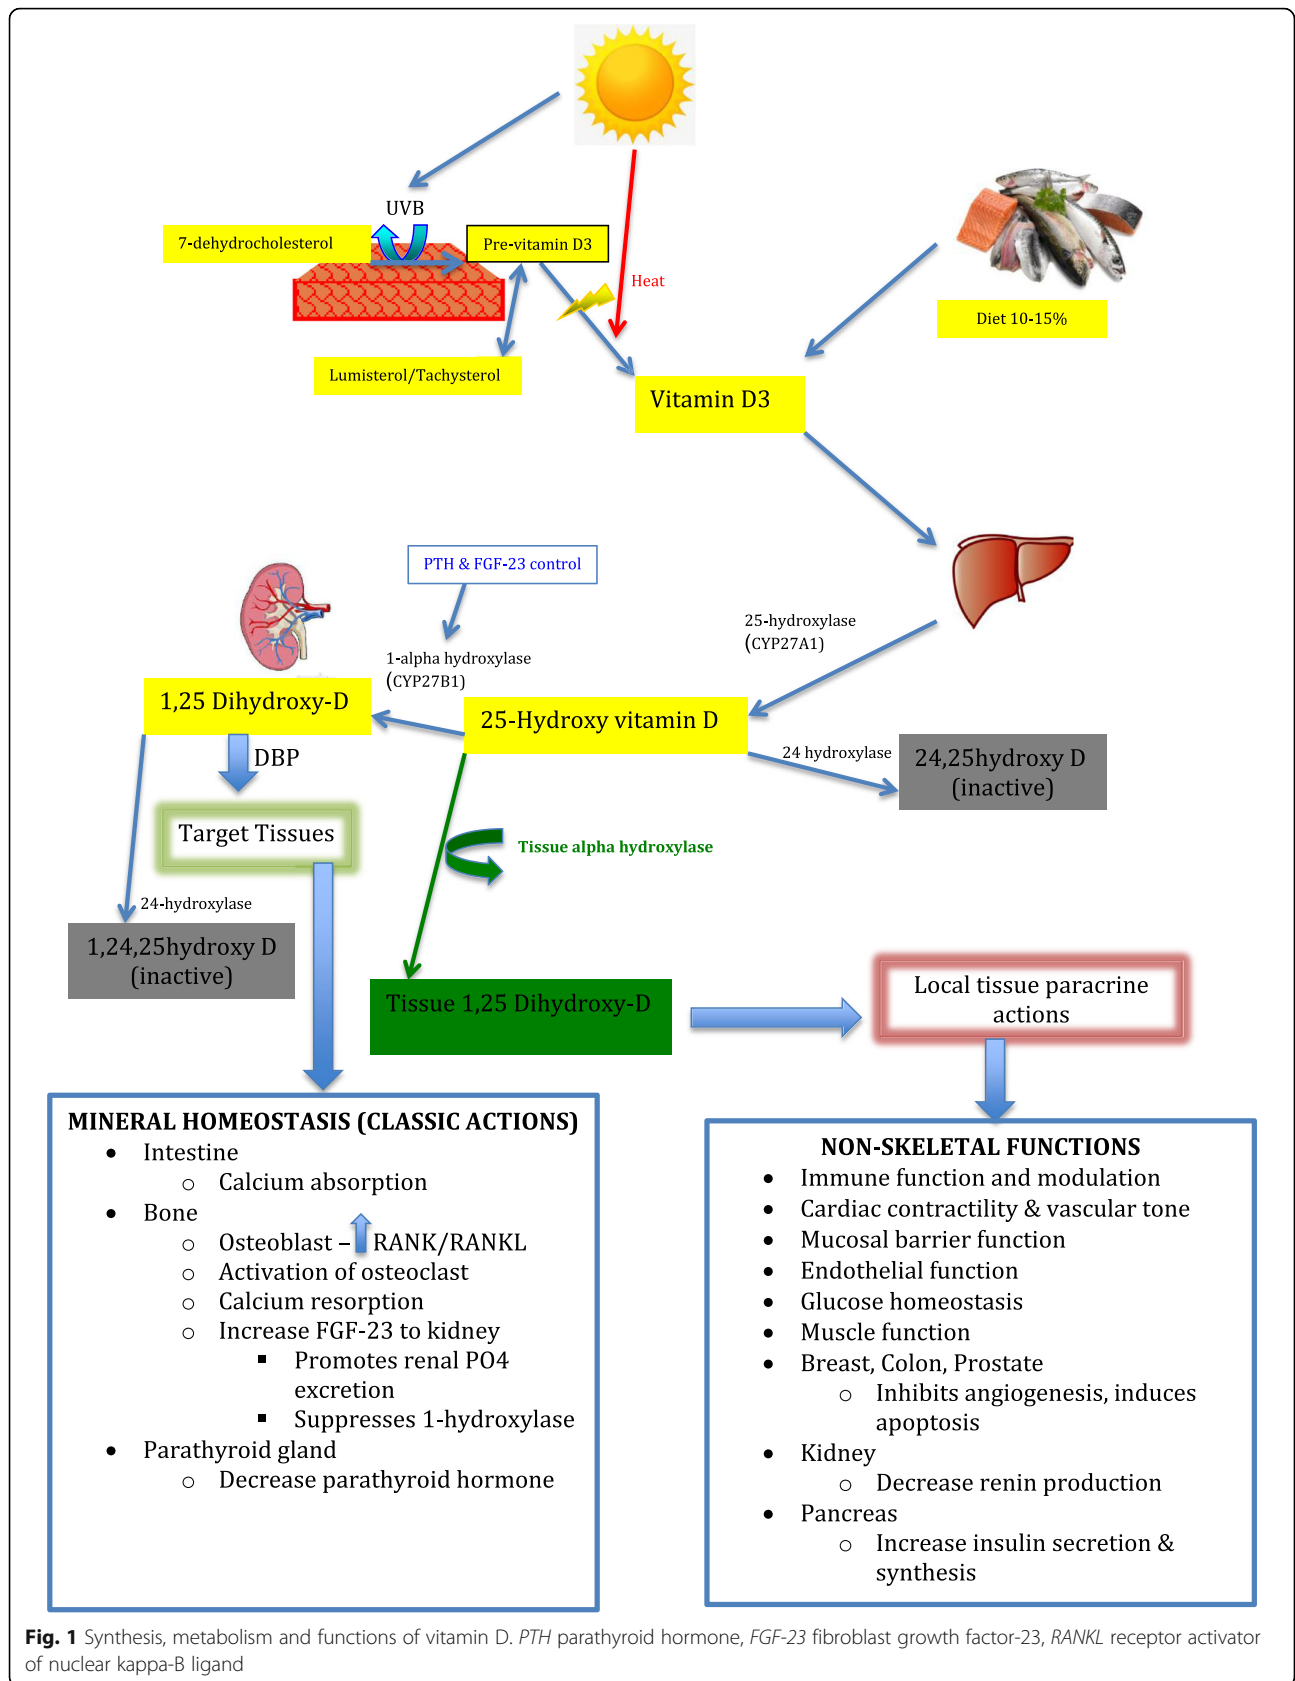 UVB
7-dehydrocholesterol
Pre-vitamin D3
Heat
Diet 10-15%
Lumisterol/Tachysterol
Vitamin D3
PTH & FGF-23 control
25-hydroxylase
(CYP27A1)
1-alpha hydroxylase
(CYP27B1)
1,25 Dihydroxy-D
25-Hydroxy vitamin D
24 hydroxylase
24,25hydroxy D
(inactive)
DBP
Target Tissues
Tissue alpha hydroxylase
24-hydroxylase
1,24,25hydroxy D
(inactive)
Tissue 1,25 Dihydroxy-D
Local tissue paracrine
actions
MINERAL HOMEOSTASIS (CLASSIC ACTIONS)
• Intestine
o Calcium absorption
• Bone
o Osteoblast – RANK/RANKL
o Activation of osteoclast
o Calcium resorption
o Increase FGF-23 to kidney
▪ Promotes renal PO4
excretion
▪ Suppresses 1-hydroxylase
• Parathyroid gland
o Decrease parathyroid hormone
NON-SKELETAL FUNCTIONS
• Immune function and modulation
• Cardiac contractility & vascular tone
• Mucosal barrier function
• Endothelial function
• Glucose homeostasis
• Muscle function
• Breast, Colon, Prostate
o Inhibits angiogenesis, induces
apoptosis
• Kidney
o Decrease renin production
• Pancreas
o Increase insulin secretion &
synthesis
Fig. 1 Synthesis, metabolism and functions of vitamin D. PTH parathyroid hormone, FGF-23 fibroblast growth factor-23, RANKL receptor activator
of nuclear kappa-B ligand